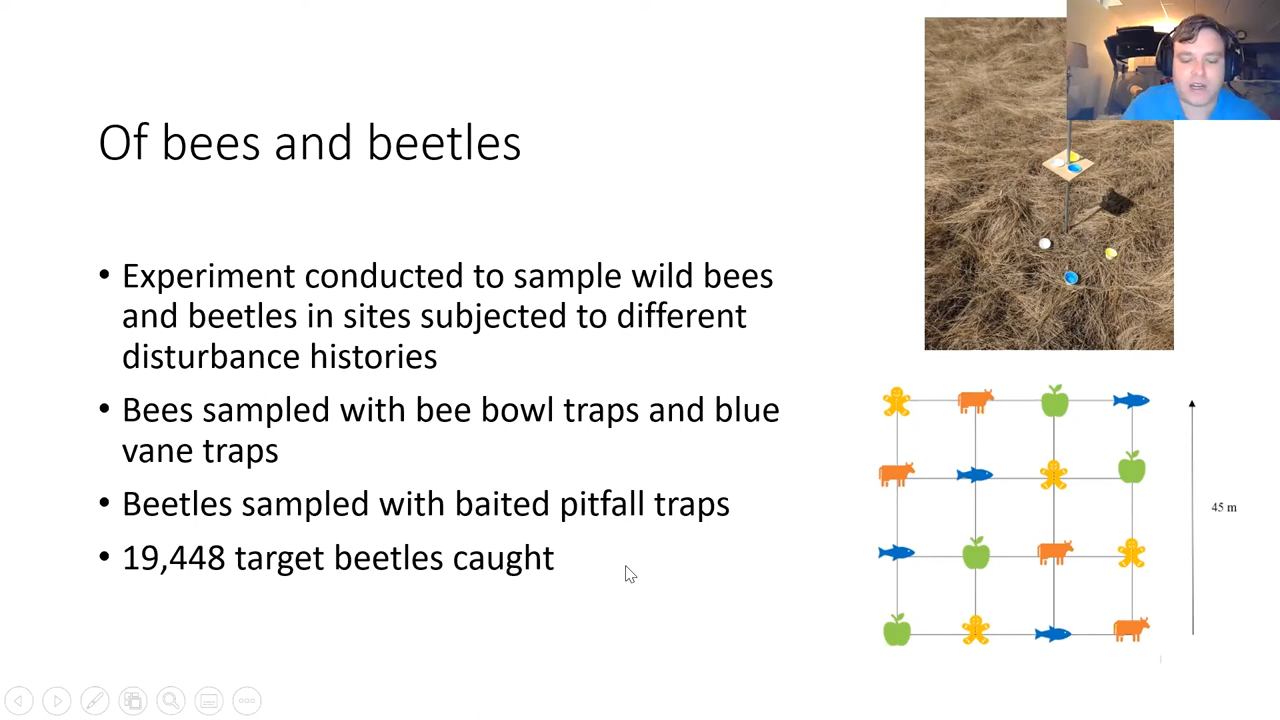 Of bees and beetles
• Experiment conducted to sample wild bees
and beetles in sites subjected to different
disturbance histories
• Bees sampled with bee bowl traps and blue
vane traps
• Beetles sampled with baited pitfall traps
• 19,448 target beetles caught
45 m